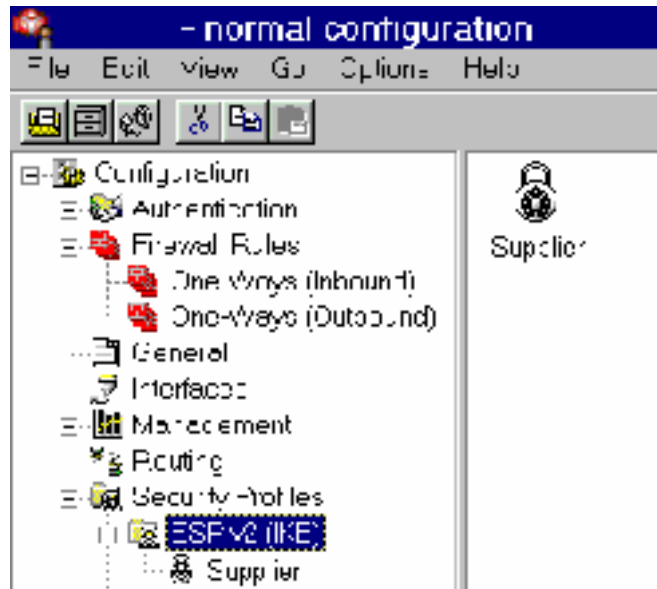 - normal configuration
File Edit View Go Options Help
Configuration
Authentication
Firewall Rules
One-Ways (Inbound)
One-Ways (Outbound)
General
Interfaces
Management
Routing
Security Profiles
ESP v2 (IKE)
Supplier
Supplier